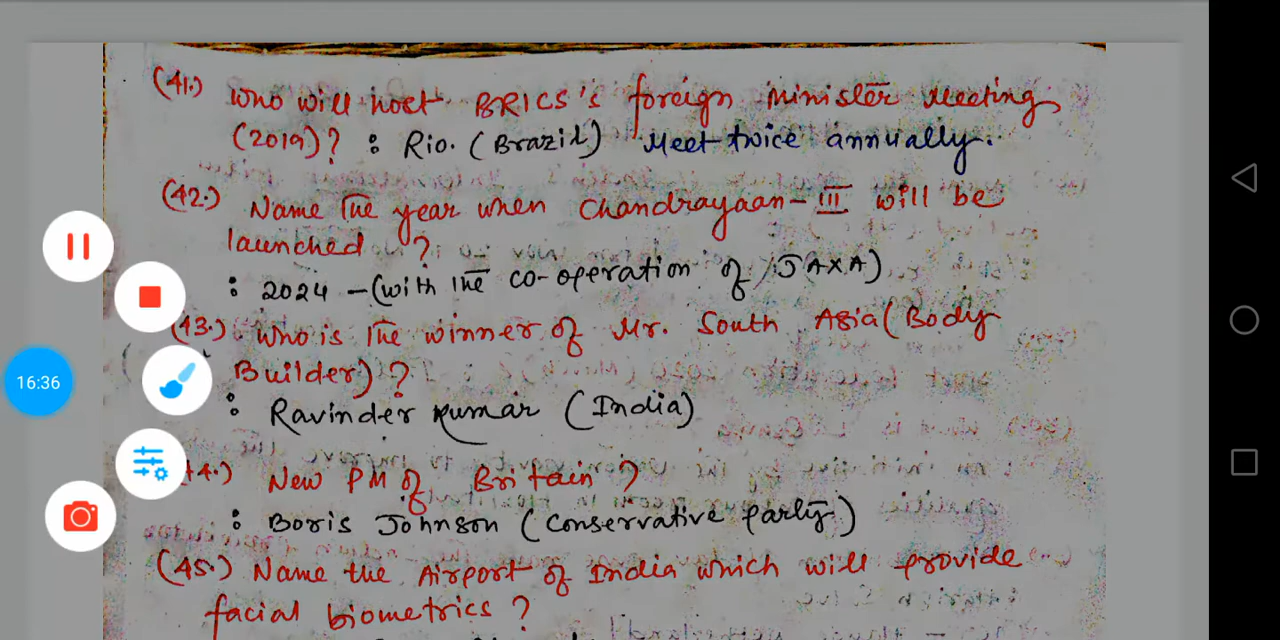 (41.) Who will host BRICS's foreign Minister Meeting,
(2019)? : Rio. (Brazil) Meet twice annually.
(42.) Name the year when Chandrayaan-III will be
launched ?
: 2024 - (with the co-operation of JAXA)
(43.) Who is the winner of Mr. South Asia (Body
Builder) ?
: Ravinder Kumar (India)
16:36
14.) New PM of Britain ?
: Boris Johnson (Conservative party)
(45.) Name the Airport of India which will provide
facial biometrics ?